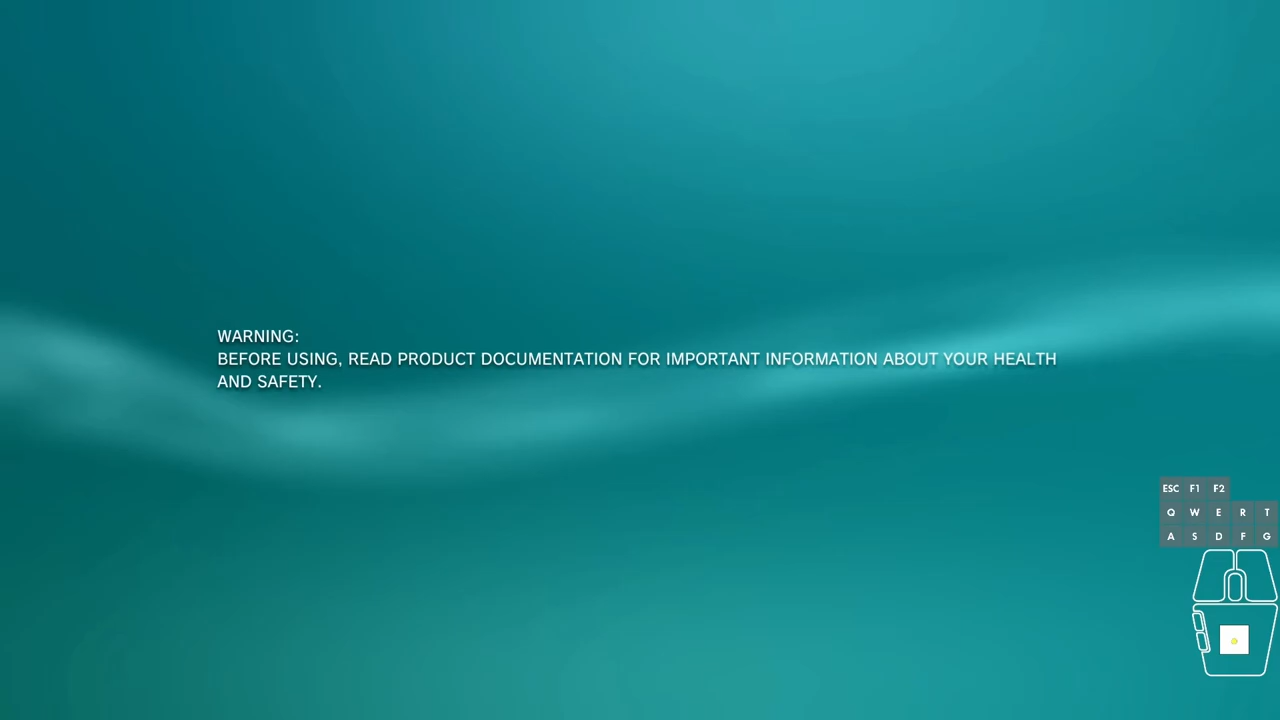 WARNING:
BEFORE USING, READ PRODUCT DOCUMENTATION FOR IMPORTANT INFORMATION ABOUT YOUR HEALTH
AND SAFETY.
ESC F1 F2
Q W E R T
A S D F G